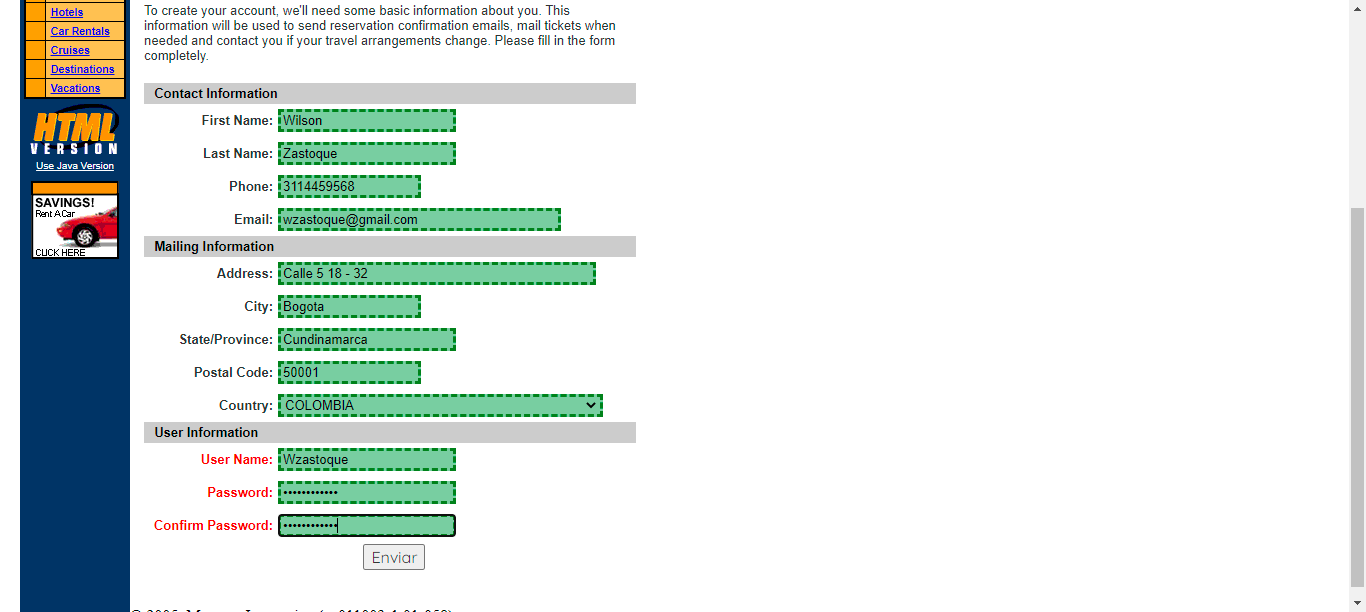 Hotels
Car Rentals
Cruises
Destinations
Vacations
HTML
VERSION
Use Java Version
SAVINGS!
Rent A Car
CLICK HERE
To create your account, we'll need some basic information about you. This
information will be used to send reservation confirmation emails, mail tickets when
needed and contact you if your travel arrangements change. Please fill in the form
completely.
Contact Information
First Name: Wilson
Last Name: Zastoque
Phone: 3114459568
Email: wzastoque@gmail.com
Mailing Information
Address: Calle 5 18 - 32
City: Bogota
State/Province: Cundinamarca
Postal Code: 50001
Country: COLOMBIA
User Information
User Name: Wzastoque
Password: ••••••••••••
Confirm Password: ••••••••••••
Enviar